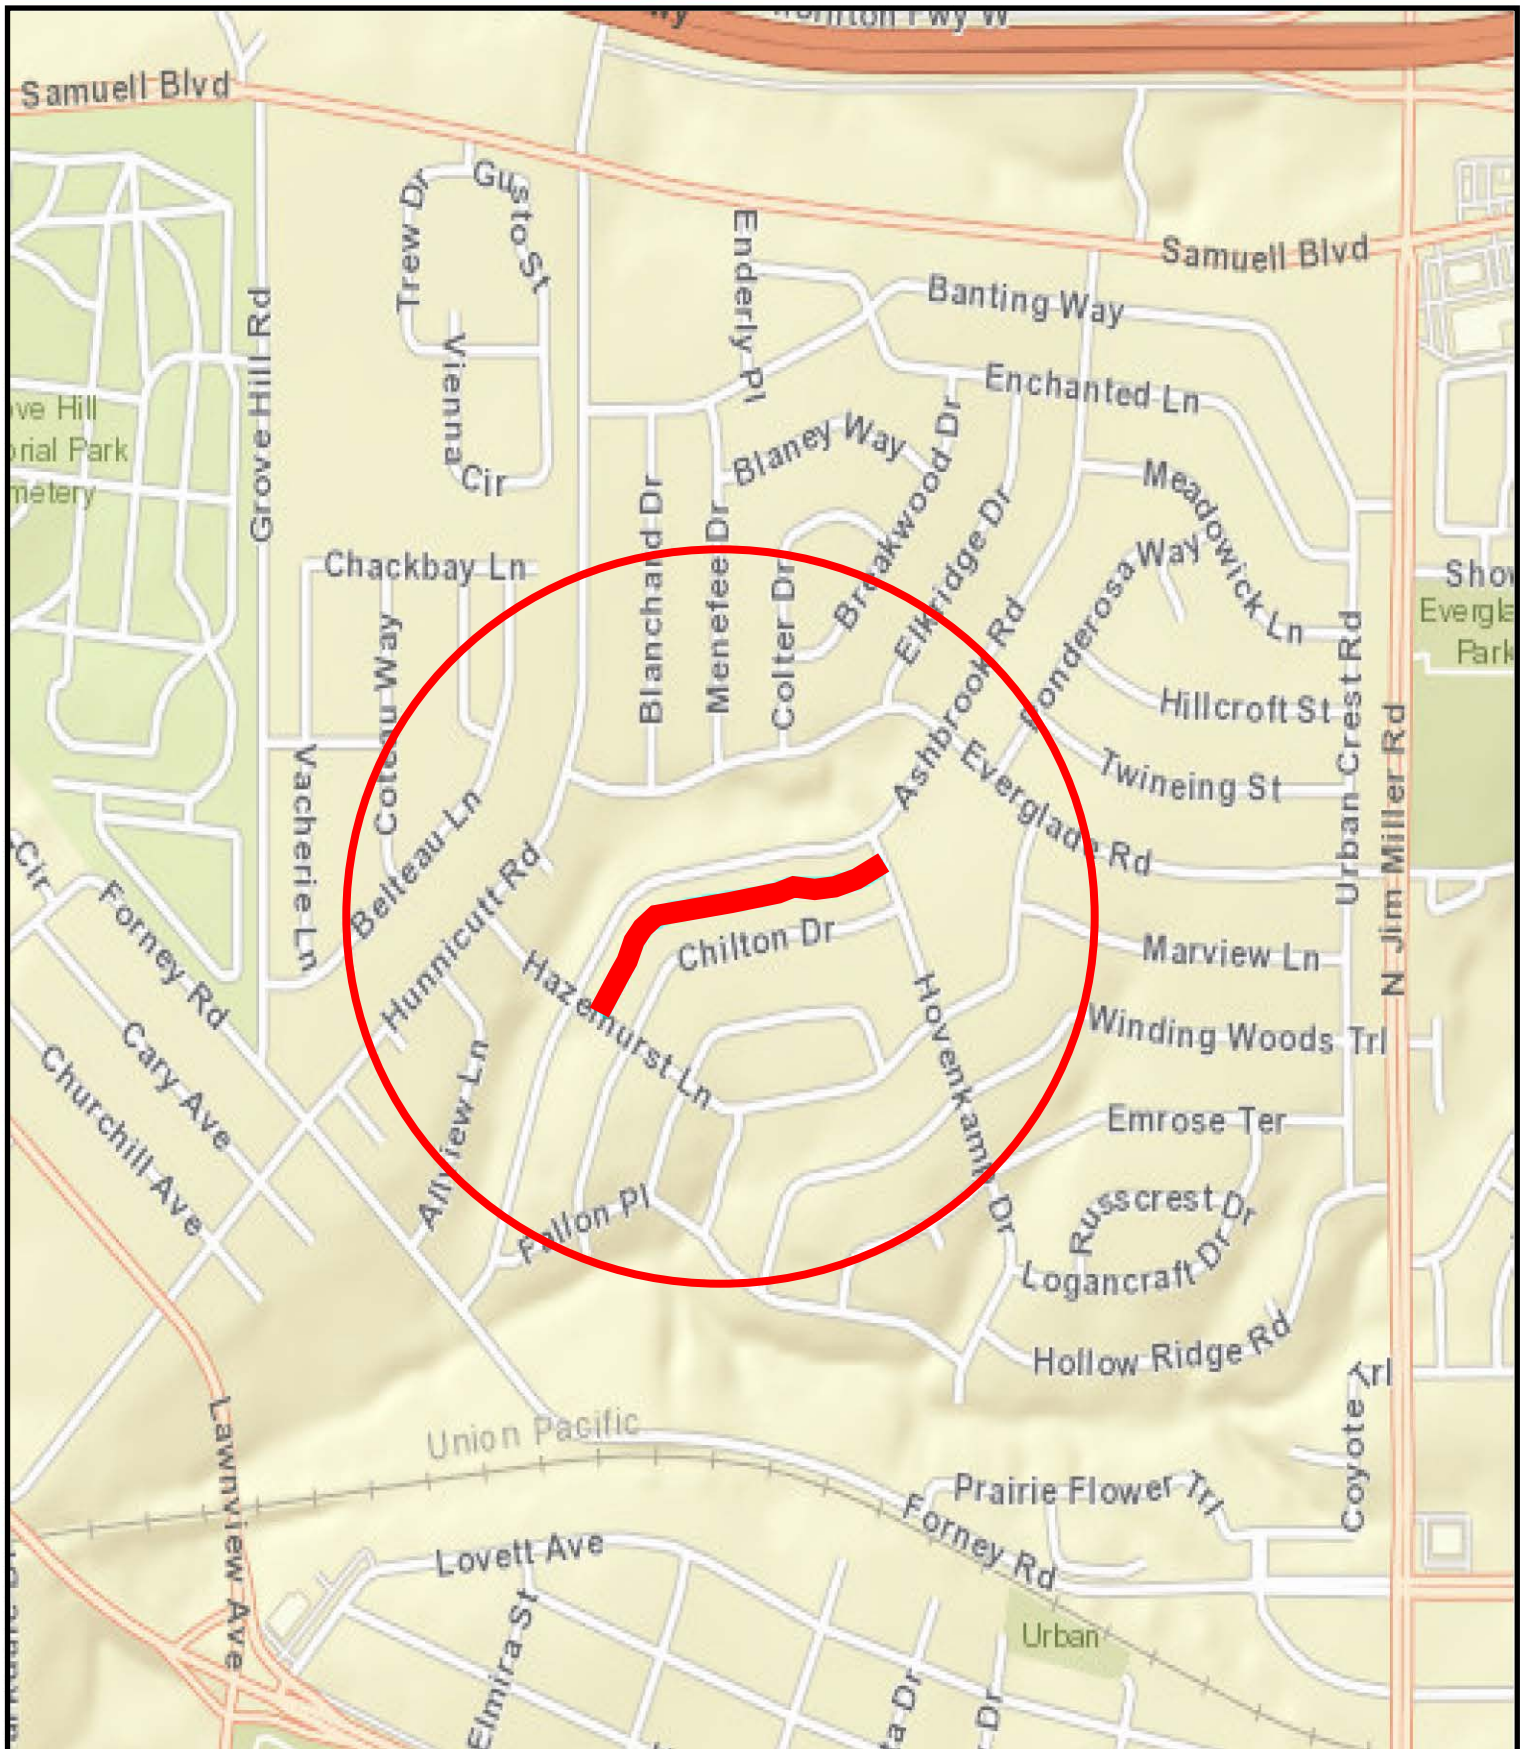 Samuell Blvd
Trew Dr
Gusto St
Enderly Pl
Samuell Blvd
Banting Way
Grove Hill Rd
Vienna
Cir
Enchanted Ln
Blaney Way
Breakwood Dr
Elkridge Dr
Meadowick Ln
Ponderosa Way
Blanchard Dr
Menefee Dr
Colter Dr
Chackbay Ln
Coteau Way
Ashbrook Rd
Hillcroft St
Urban Crest Rd
N Jim Miller Rd
Park
Vacherie Ln
Belteau Ln
Hunnicutt Rd
Everglade Rd
Twineing St
Forney Rd
Chilton Dr
Marview Ln
Hazelhurst Ln
Hovenkamp Dr
Winding Woods Trl
Cary Ave
Churchill Ave
Allview Ln
Emrose Ter
Fallon Pl
Russcrest Dr
Logancraft Dr
Hollow Ridge Rd
Coyote Trl
Lawnview Ave
Union Pacific
Prairie Flower Trl
Forney Rd
Lovett Ave
Elmira St
Urban
Dr